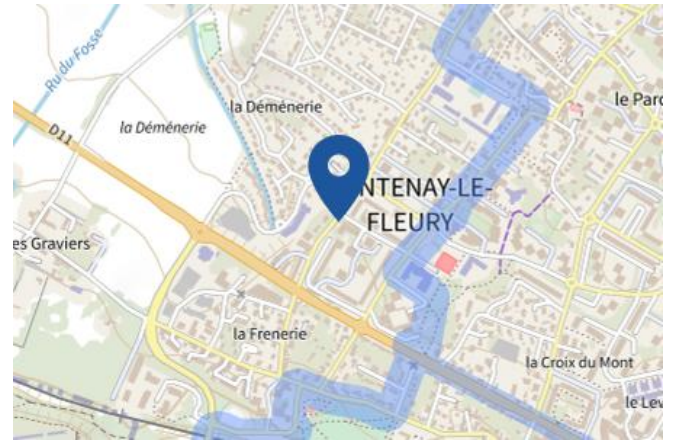 Ru du Fosse
la Déménerie
la Déménerie
le Parc
D11
NTENAY-LE-
FLEURY
es Graviers
la Frenerie
la Croix du Mont
le Lev